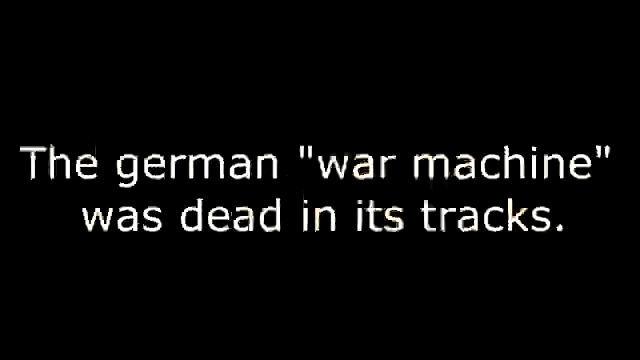 The german "war machine"
was dead in its tracks.